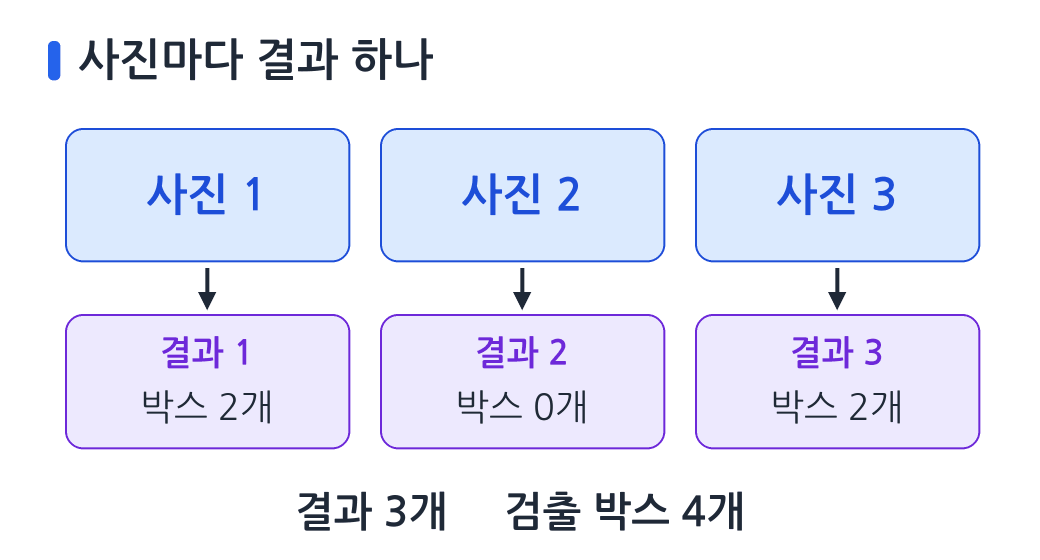 사진마다 결과 하나
사진 1
사진 2
사진 3
결과 1
박스 2개
결과 2
박스 0개
결과 3
박스 2개
결과 3개
검출 박스 4개